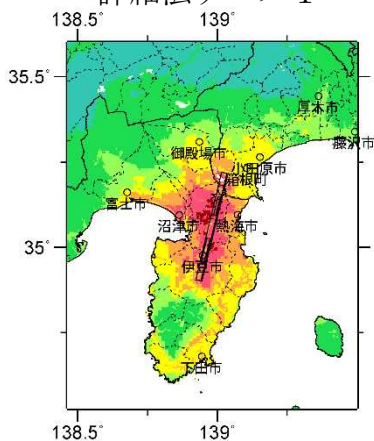 138.5° 139°
35.5°
厚木市
藤沢市
御殿場市
小田原市
箱根町
富士市
沼津市 熱海市
35°
伊豆市
下田市
138.5° 139°